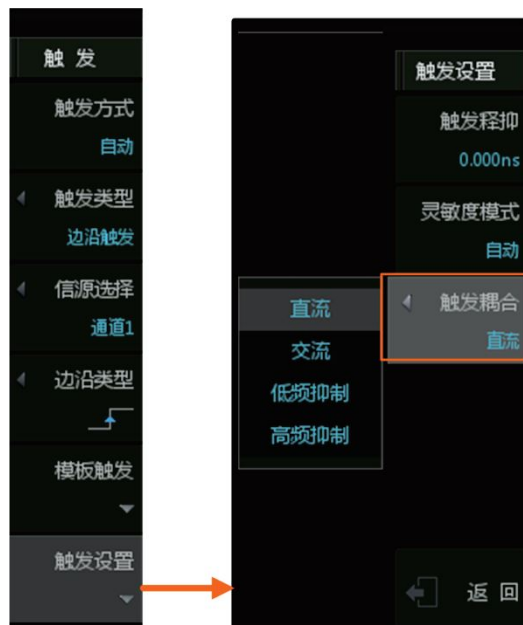 触 发
触发方式
自动
触发类型
边沿触发
信源选择
通道1
边沿类型
模板触发
触发设置
触发设置
触发释抑
0.000ns
灵敏度模式
自动
触发耦合
直流
直流
交流
低频抑制
高频抑制
返 回